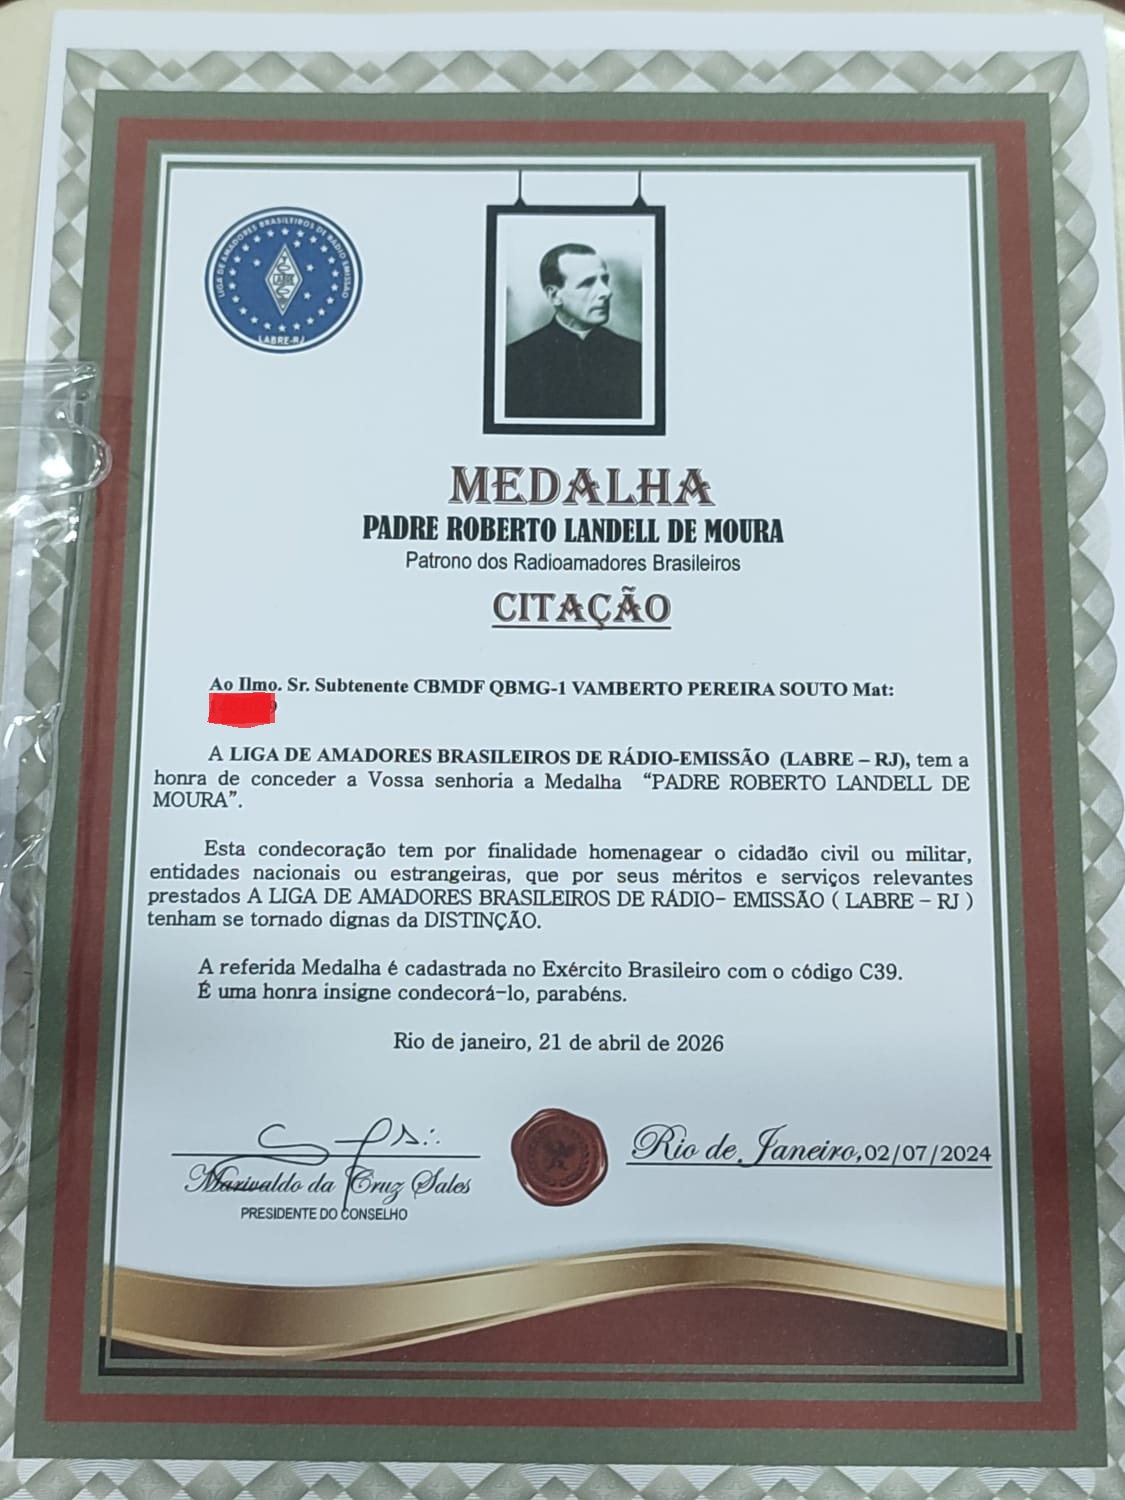 LIGA DE AMADORES BRASILEIROS DE RÁDIO EMISSÃO
LABRE
LABRE-RJ
MEDALHA
PADRE ROBERTO LANDELL DE MOURA
Patrono dos Radioamadores Brasileiros
CITAÇÃO
Ao Ilmo. Sr. Subtenente CBMDF QBMG-1 VAMBERTO PEREIRA SOUTO Mat:
A LIGA DE AMADORES BRASILEIROS DE RÁDIO-EMISSÃO (LABRE – RJ), tem a
honra de conceder a Vossa senhoria a Medalha “PADRE ROBERTO LANDELL DE
MOURA”.
Esta condecoração tem por finalidade homenagear o cidadão civil ou militar,
entidades nacionais ou estrangeiras, que por seus méritos e serviços relevantes
prestados A LIGA DE AMADORES BRASILEIROS DE RÁDIO- EMISSÃO ( LABRE – RJ )
tenham se tornado dignas da DISTINÇÃO.
A referida Medalha é cadastrada no Exército Brasileiro com o código C39.
É uma honra insigne condecorá-lo, parabéns.
Rio de janeiro, 21 de abril de 2026
Rio de Janeiro,02/07/2024
Marivaldo da Cruz Sales
PRESIDENTE DO CONSELHO